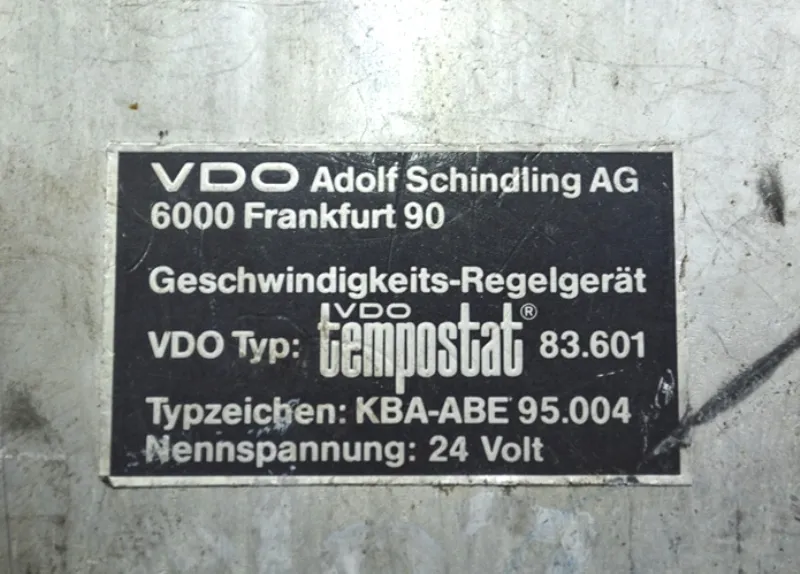 VDO Adolf Schindling AG
6000 Frankfurt 90
Geschwindigkeits-Regelgerät
VDO Typ: VDO tempostat® 83.601
Typzeichen: KBA-ABE 95.004
Nennspannung: 24 Volt